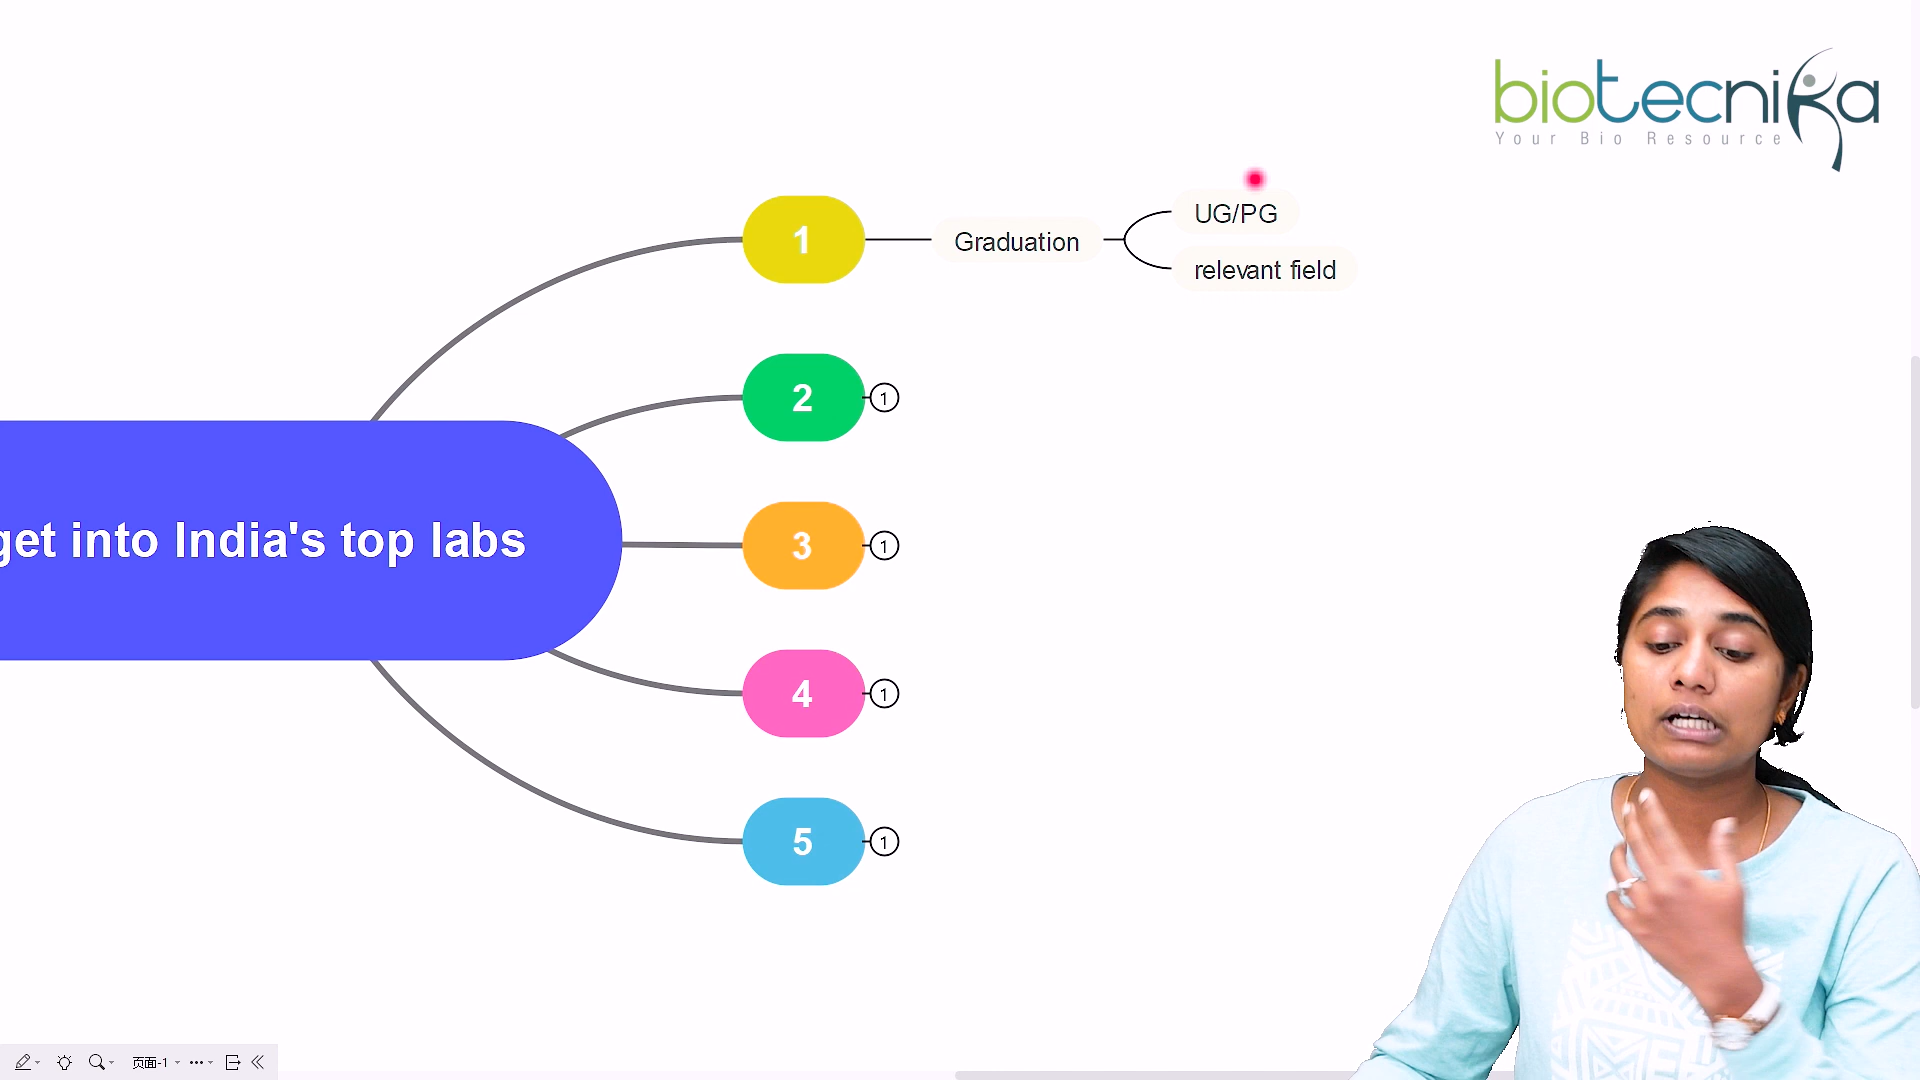 biotecnika
Your Bio Resource
1
Graduation
UG/PG
relevant field
2
1
get into India's top labs
3
1
4
1
5
1
页面-1